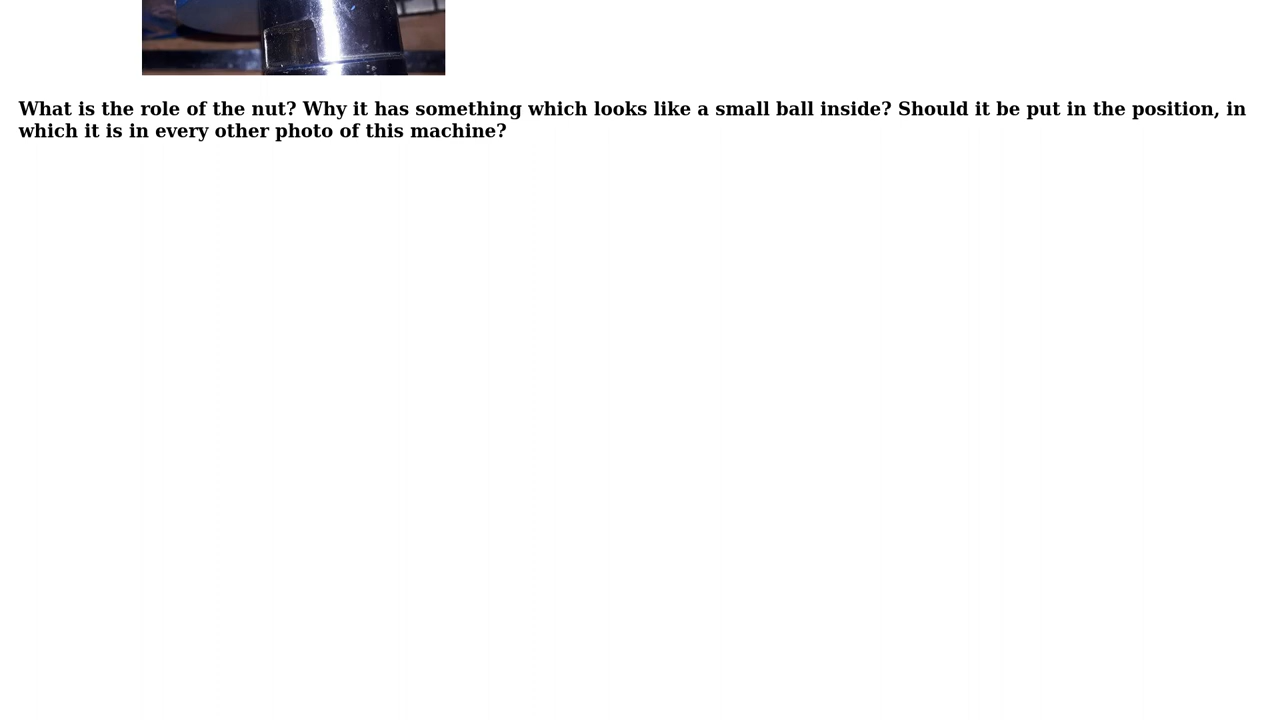 What is the role of the nut? Why it has something which looks like a small ball inside? Should it be put in the position, in
which it is in every other photo of this machine?